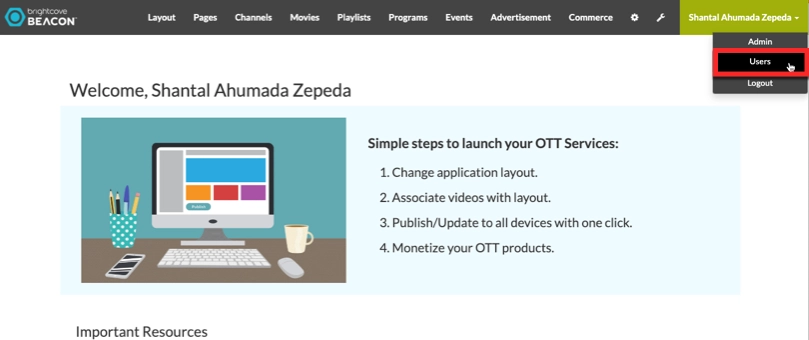 brightcove
BEACON™
Layout
Pages
Channels
Movies
Playlists
Programs
Events
Advertisement
Commerce
Shantal Ahumada Zepeda
Admin
Users
Logout
Welcome, Shantal Ahumada Zepeda
Simple steps to launch your OTT Services:
1. Change application layout.
2. Associate videos with layout.
3. Publish/Update to all devices with one click.
4. Monetize your OTT products.
Important Resources